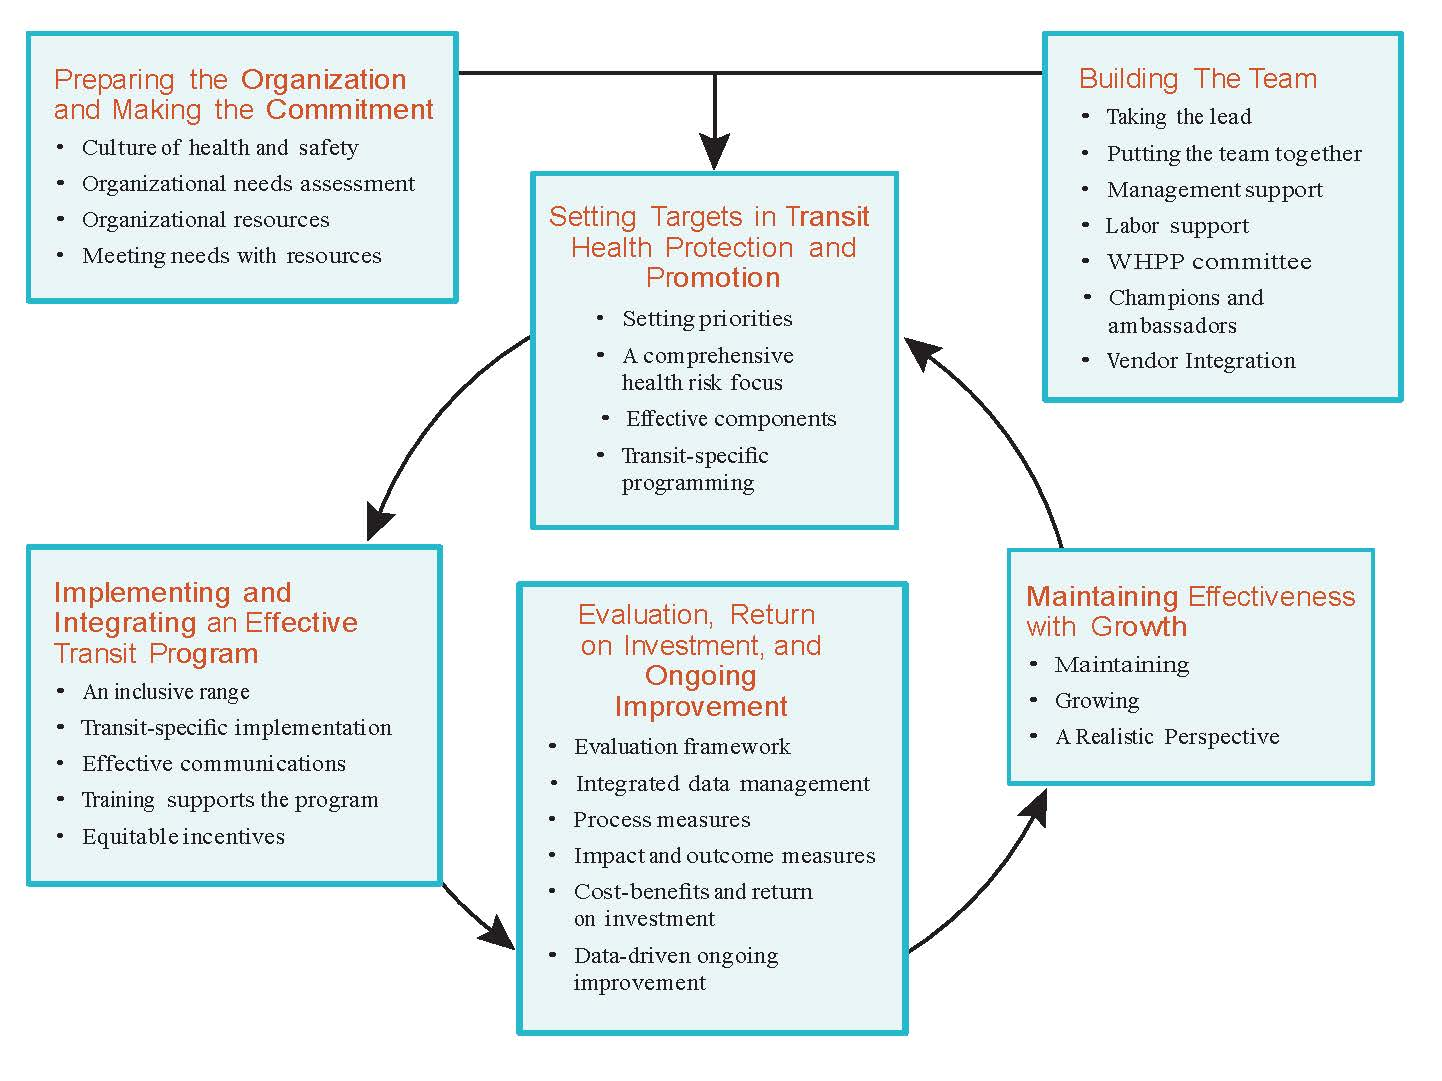 Preparing the Organization
and Making the Commitment
• Culture of health and safety
• Organizational needs assessment
• Organizational resources
• Meeting needs with resources
Building The Team
• Taking the lead
• Putting the team together
• Management support
• Labor support
• WHPP committee
• Champions and
ambassadors
• Vendor Integration
Setting Targets in Transit
Health Protection and
Promotion
• Setting priorities
• A comprehensive
health risk focus
• Effective components
• Transit-specific
programming
Implementing and
Integrating an Effective
Transit Program
• An inclusive range
• Transit-specific implementation
• Effective communications
• Training supports the program
• Equitable incentives
Evaluation, Return
on Investment, and
Ongoing
Improvement
• Evaluation framework
• Integrated data management
• Process measures
• Impact and outcome measures
• Cost-benefits and return
on investment
• Data-driven ongoing
improvement
Maintaining Effectiveness
with Growth
• Maintaining
• Growing
• A Realistic Perspective